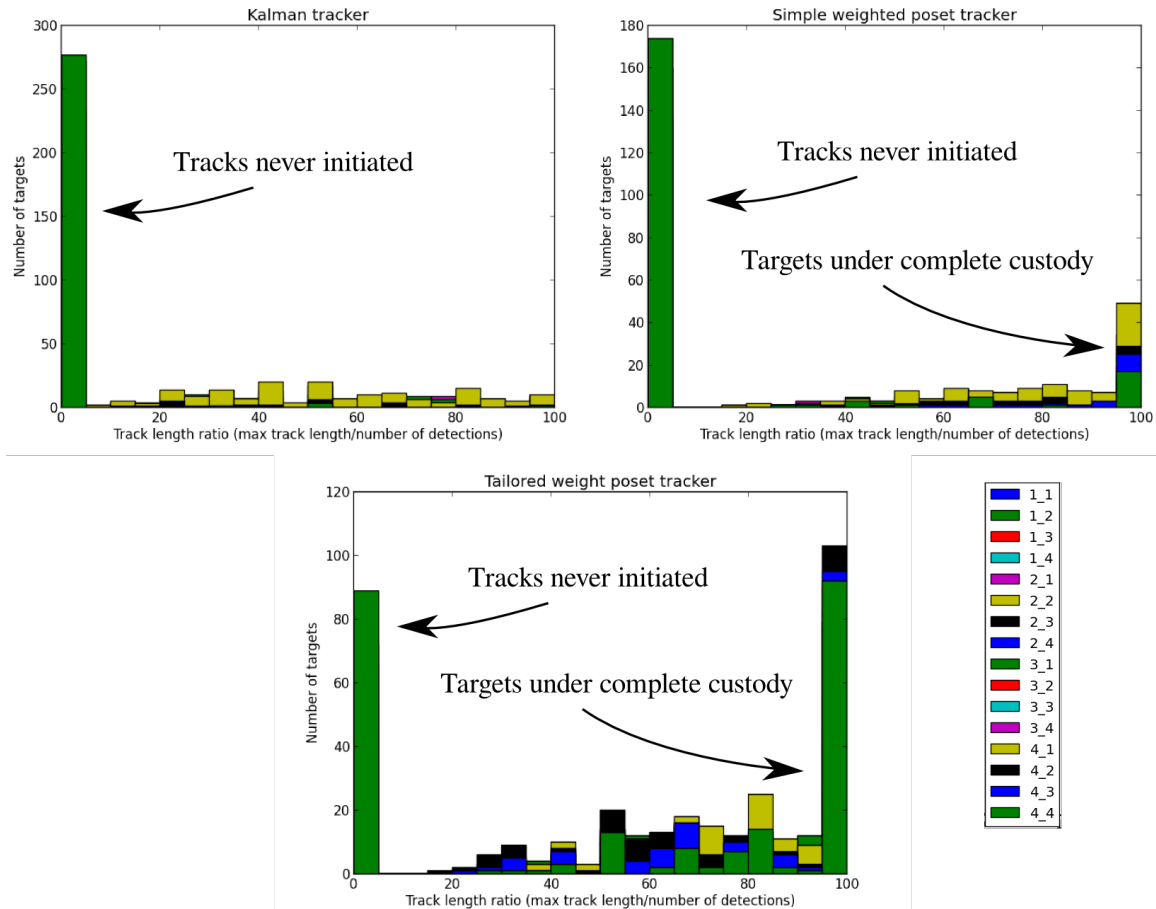 Kalman tracker
300
250
200
150
100
50
0
Number of targets
Tracks never initiated
0 20 40 60 80 100
Track length ratio (max track length/number of detections)
Simple weighted poset tracker
180
160
140
120
100
80
60
40
20
0
Number of targets
Tracks never initiated
Targets under complete custody
0 20 40 60 80 100
Track length ratio (max track length/number of detections)
Tailored weight poset tracker
120
100
80
60
40
20
0
Number of targets
Tracks never initiated
Targets under complete custody
0 20 40 60 80 100
Track length ratio (max track length/number of detections)
1_1
1_2
1_3
1_4
2_1
2_2
2_3
2_4
3_1
3_2
3_3
3_4
4_1
4_2
4_3
4_4